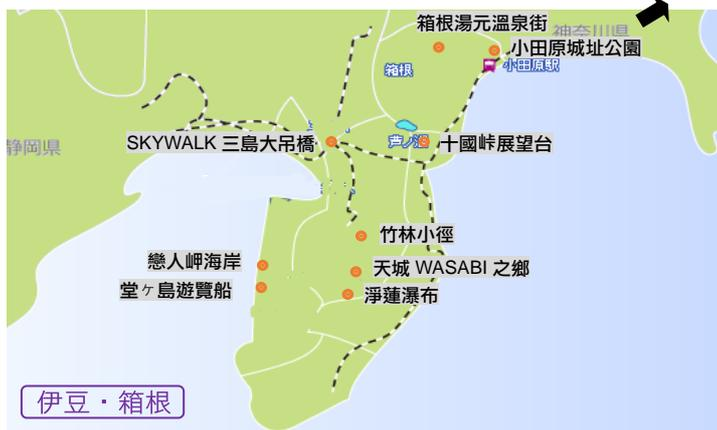 箱根湯元溫泉街
神奈川県
小田原城址公園
小田原駅
箱根
静岡県
SKYWALK 三島大吊橋
芦ノ湖
十國峠展望台
竹林小徑
戀人岬海岸
天城 WASABI 之鄉
堂ヶ島遊覽船
淨蓮瀑布
伊豆・箱根